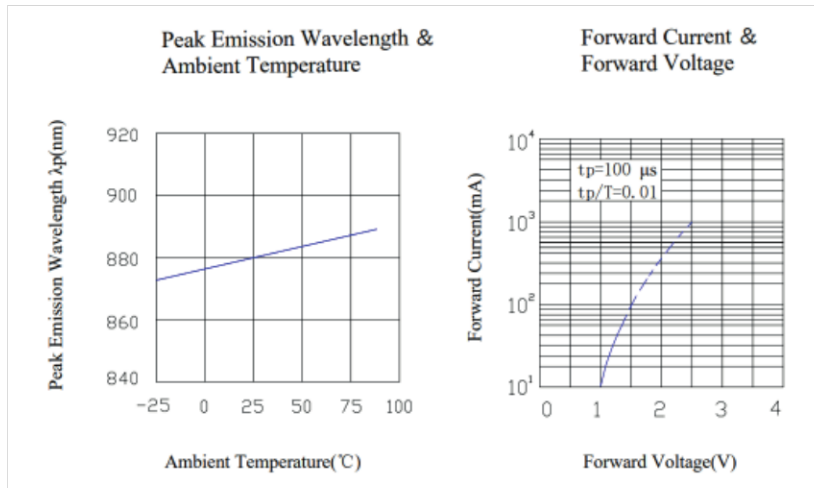 Peak Emission Wavelength &
Ambient Temperature
Peak Emission Wavelength λp(nm)
920
900
880
860
840
-25 0 25 50 75 100
Ambient Temperature(℃)
Forward Current &
Forward Voltage
Forward Current(mA)
10⁴
10³
10²
10¹
tp=100 μs
tp/T=0.01
0 1 2 3 4
Forward Voltage(V)